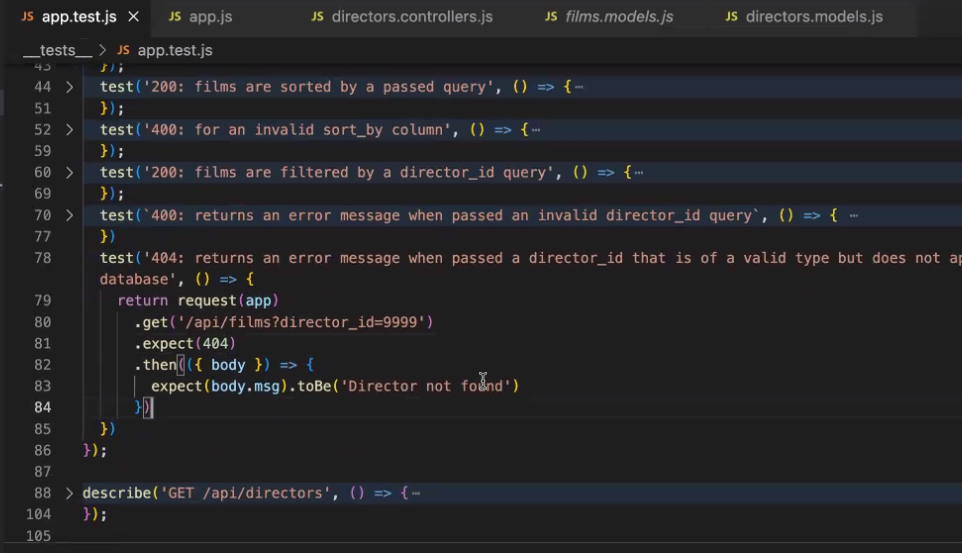 JS app.test.js × JS app.js JS directors.controllers.js JS films.models.js JS directors.models.js
__tests__ > JS app.test.js
43 });
44 > test('200: films are sorted by a passed query', () => {⋯
51 });
52 > test('400: for an invalid sort_by column', () => {⋯
59 });
60 > test('200: films are filtered by a director_id query', () => {⋯
69 });
70 > test(`400: returns an error message when passed an invalid director_id query`, () => { ⋯
77 })
78 test('404: returns an error message when passed a director_id that is of a valid type but does not ap
database', () => {
79 return request(app)
80 .get('/api/films?director_id=9999')
81 .expect(404)
82 .then(({ body }) => {
83 expect(body.msg).toBe('Director not found')
84 })
85 })
86 });
87
88 > describe('GET /api/directors', () => {⋯
104 });
105